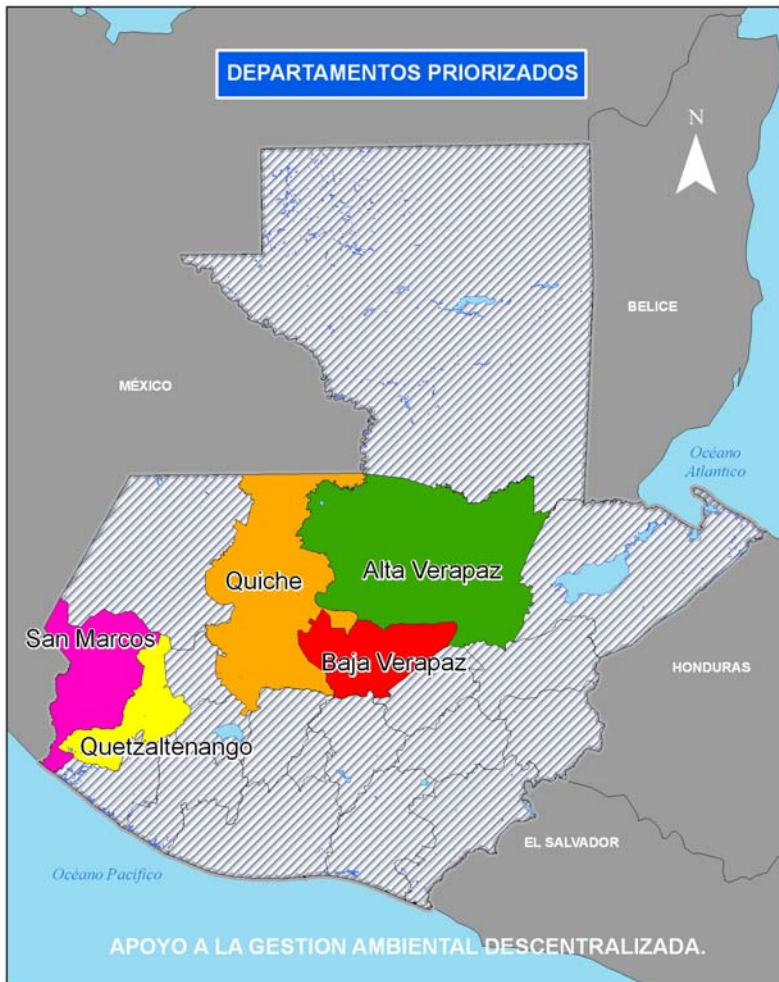 DEPARTAMENTOS PRIORIZADOS
N
BELICE
MÉXICO
Océano
Atlantico
Alta Verapaz
Quiche
San Marcos
Baja Verapaz
HONDURAS
Quetzaltenango
EL SALVADOR
Océano Pacifico
APOYO A LA GESTION AMBIENTAL DESCENTRALIZADA.